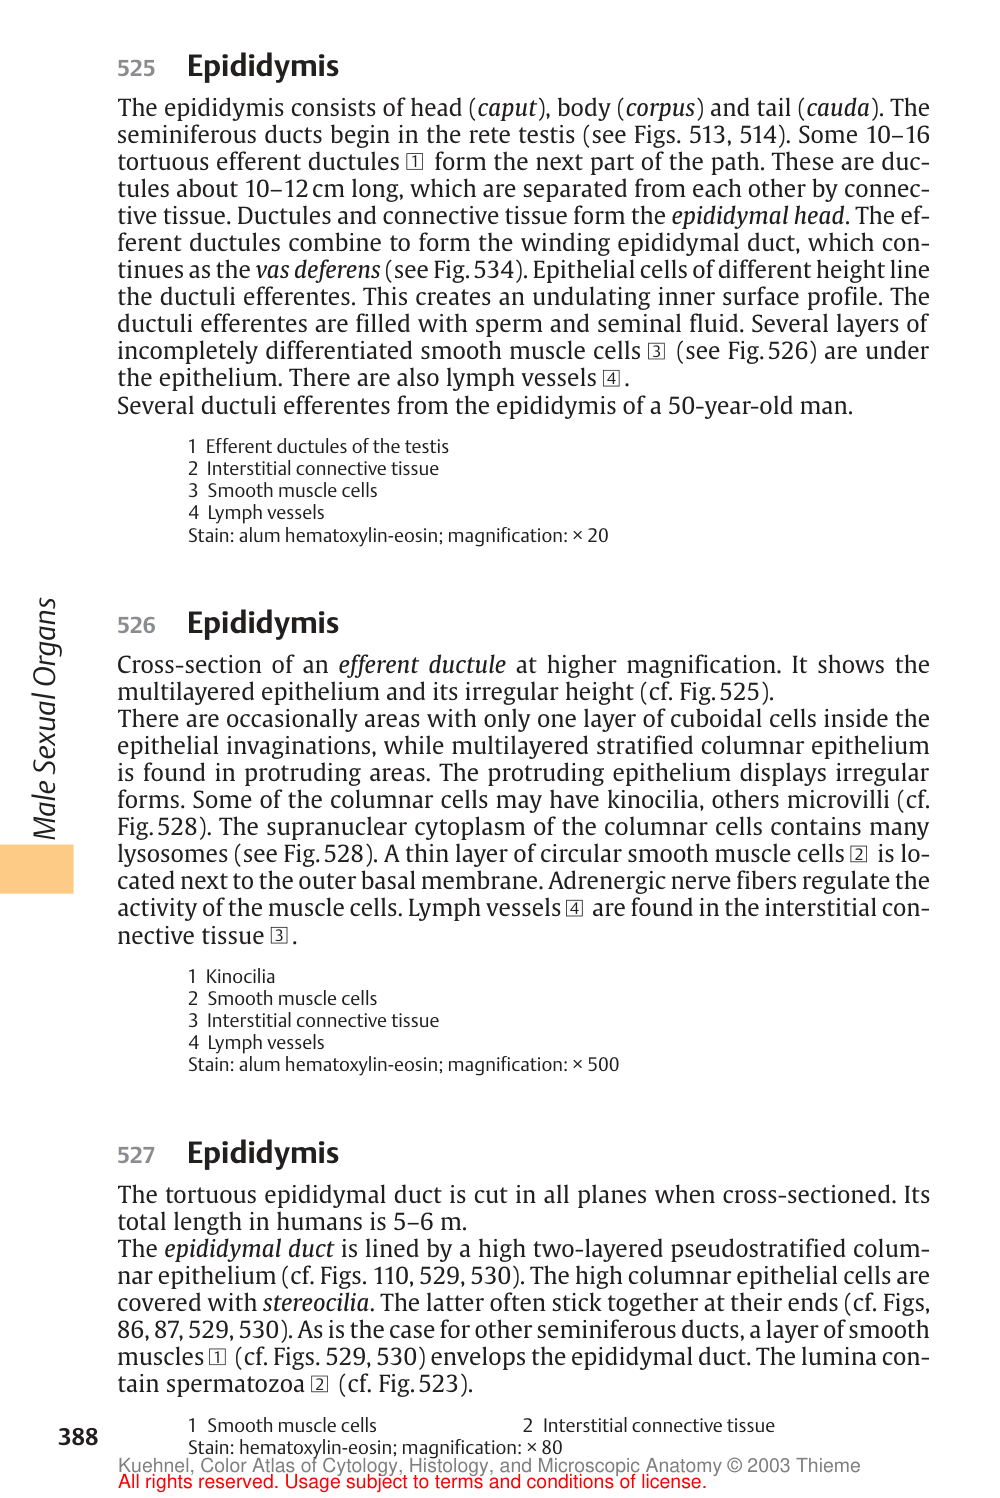 525 Epididymis
The epididymis consists of head (caput), body (corpus) and tail (cauda). The
seminiferous ducts begin in the rete testis (see Figs. 513, 514). Some 10–16
tortuous efferent ductules 1 form the next part of the path. These are duc-
tules about 10–12 cm long, which are separated from each other by connec-
tive tissue. Ductules and connective tissue form the epididymal head. The ef-
ferent ductules combine to form the winding epididymal duct, which con-
tinues as the vas deferens (see Fig. 534). Epithelial cells of different height line
the ductuli efferentes. This creates an undulating inner surface profile. The
ductuli efferentes are filled with sperm and seminal fluid. Several layers of
incompletely differentiated smooth muscle cells 3 (see Fig. 526) are under
the epithelium. There are also lymph vessels 4.
Several ductuli efferentes from the epididymis of a 50-year-old man.
1 Efferent ductules of the testis
2 Interstitial connective tissue
3 Smooth muscle cells
4 Lymph vessels
Stain: alum hematoxylin-eosin; magnification: × 20
526 Epididymis
Cross-section of an efferent ductule at higher magnification. It shows the
multilayered epithelium and its irregular height (cf. Fig. 525).
There are occasionally areas with only one layer of cuboidal cells inside the
epithelial invaginations, while multilayered stratified columnar epithelium
is found in protruding areas. The protruding epithelium displays irregular
forms. Some of the columnar cells may have kinocilia, others microvilli (cf.
Fig. 528). The supranuclear cytoplasm of the columnar cells contains many
lysosomes (see Fig. 528). A thin layer of circular smooth muscle cells 2 is lo-
cated next to the outer basal membrane. Adrenergic nerve fibers regulate the
activity of the muscle cells. Lymph vessels 4 are found in the interstitial con-
nective tissue 3.
1 Kinocilia
2 Smooth muscle cells
3 Interstitial connective tissue
4 Lymph vessels
Stain: alum hematoxylin-eosin; magnification: × 500
Male Sexual Organs
527 Epididymis
The tortuous epididymal duct is cut in all planes when cross-sectioned. Its
total length in humans is 5–6 m.
The epididymal duct is lined by a high two-layered pseudostratified colum-
nar epithelium (cf. Figs. 110, 529, 530). The high columnar epithelial cells are
covered with stereocilia. The latter often stick together at their ends (cf. Figs,
86, 87, 529, 530). As is the case for other seminiferous ducts, a layer of smooth
muscles 1 (cf. Figs. 529, 530) envelops the epididymal duct. The lumina con-
tain spermatozoa 2 (cf. Fig. 523).
1 Smooth muscle cells 2 Interstitial connective tissue
Stain: hematoxylin-eosin; magnification: × 80
388
Kuehnel, Color Atlas of Cytology, Histology, and Microscopic Anatomy © 2003 Thieme
All rights reserved. Usage subject to terms and conditions of license.